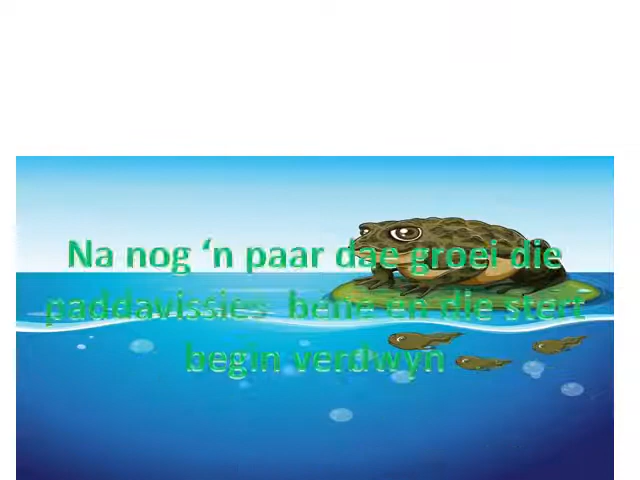 Na nog ‘n paar dae groei die
paddavissies bene en die stert
begin verdwyn